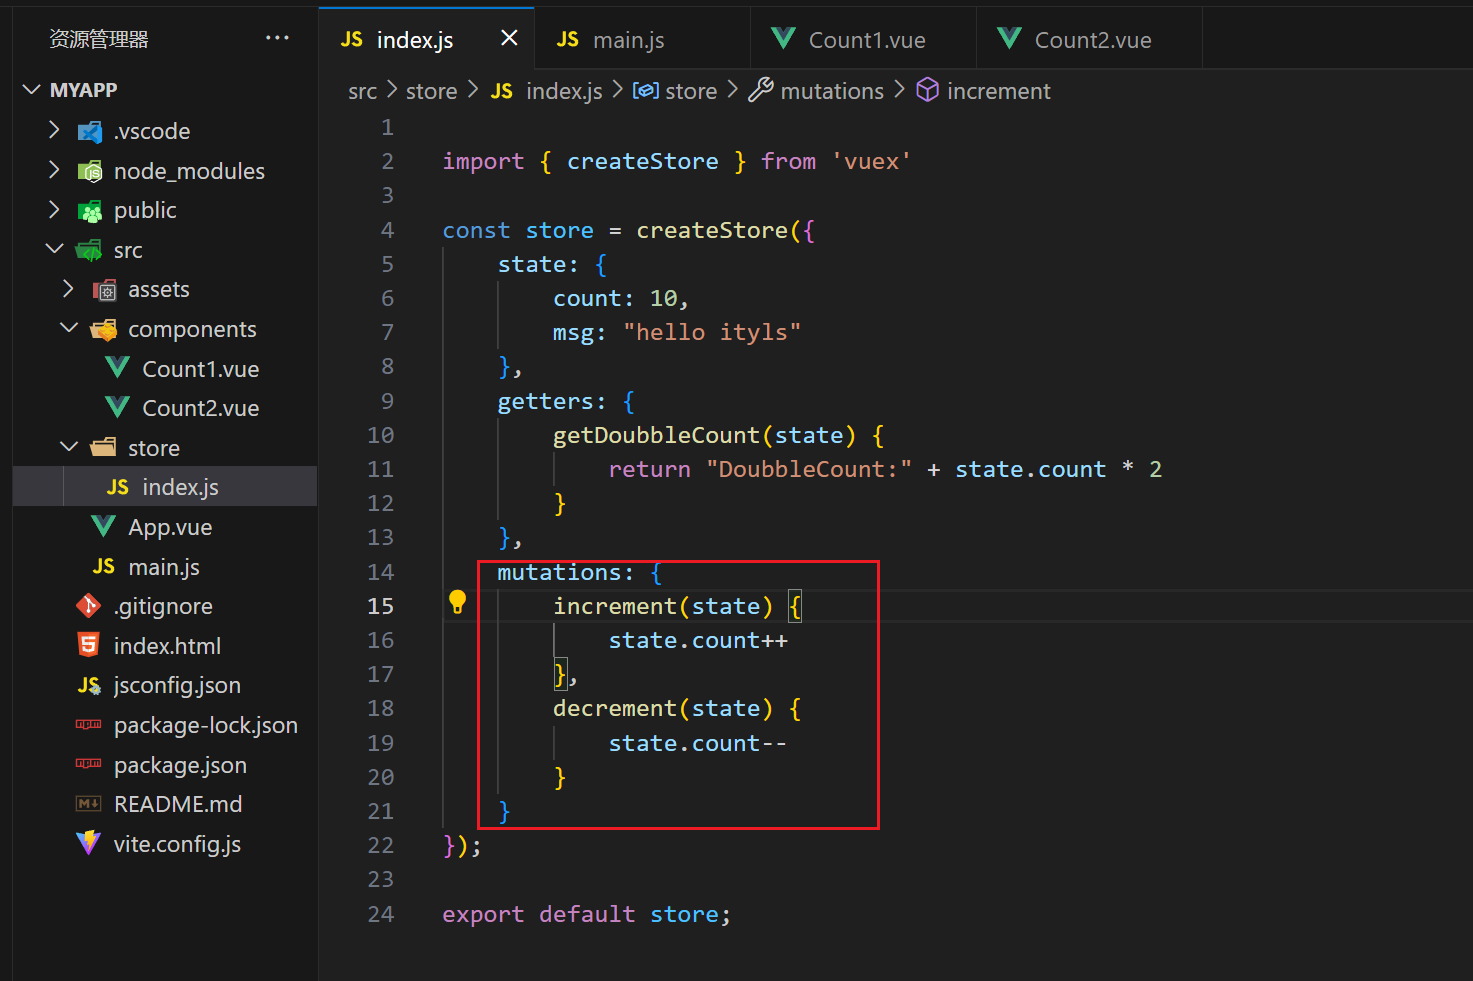 资源管理器 ···
MYAPP
.vscode
node_modules
public
src
assets
components
Count1.vue
Count2.vue
store
JS index.js
App.vue
JS main.js
.gitignore
index.html
JS jsconfig.json
package-lock.json
package.json
README.md
vite.config.js
JS index.js × JS main.js Count1.vue Count2.vue
src > store > JS index.js > store > mutations > increment
1
2 import { createStore } from 'vuex'
3
4 const store = createStore({
5 state: {
6 count: 10,
7 msg: "hello ityls"
8 },
9 getters: {
10 getDoubbleCount(state) {
11 return "DoubbleCount:" + state.count * 2
12 }
13 },
14 mutations: {
15 increment(state) {
16 state.count++
17 },
18 decrement(state) {
19 state.count--
20 }
21 }
22 });
23
24 export default store;